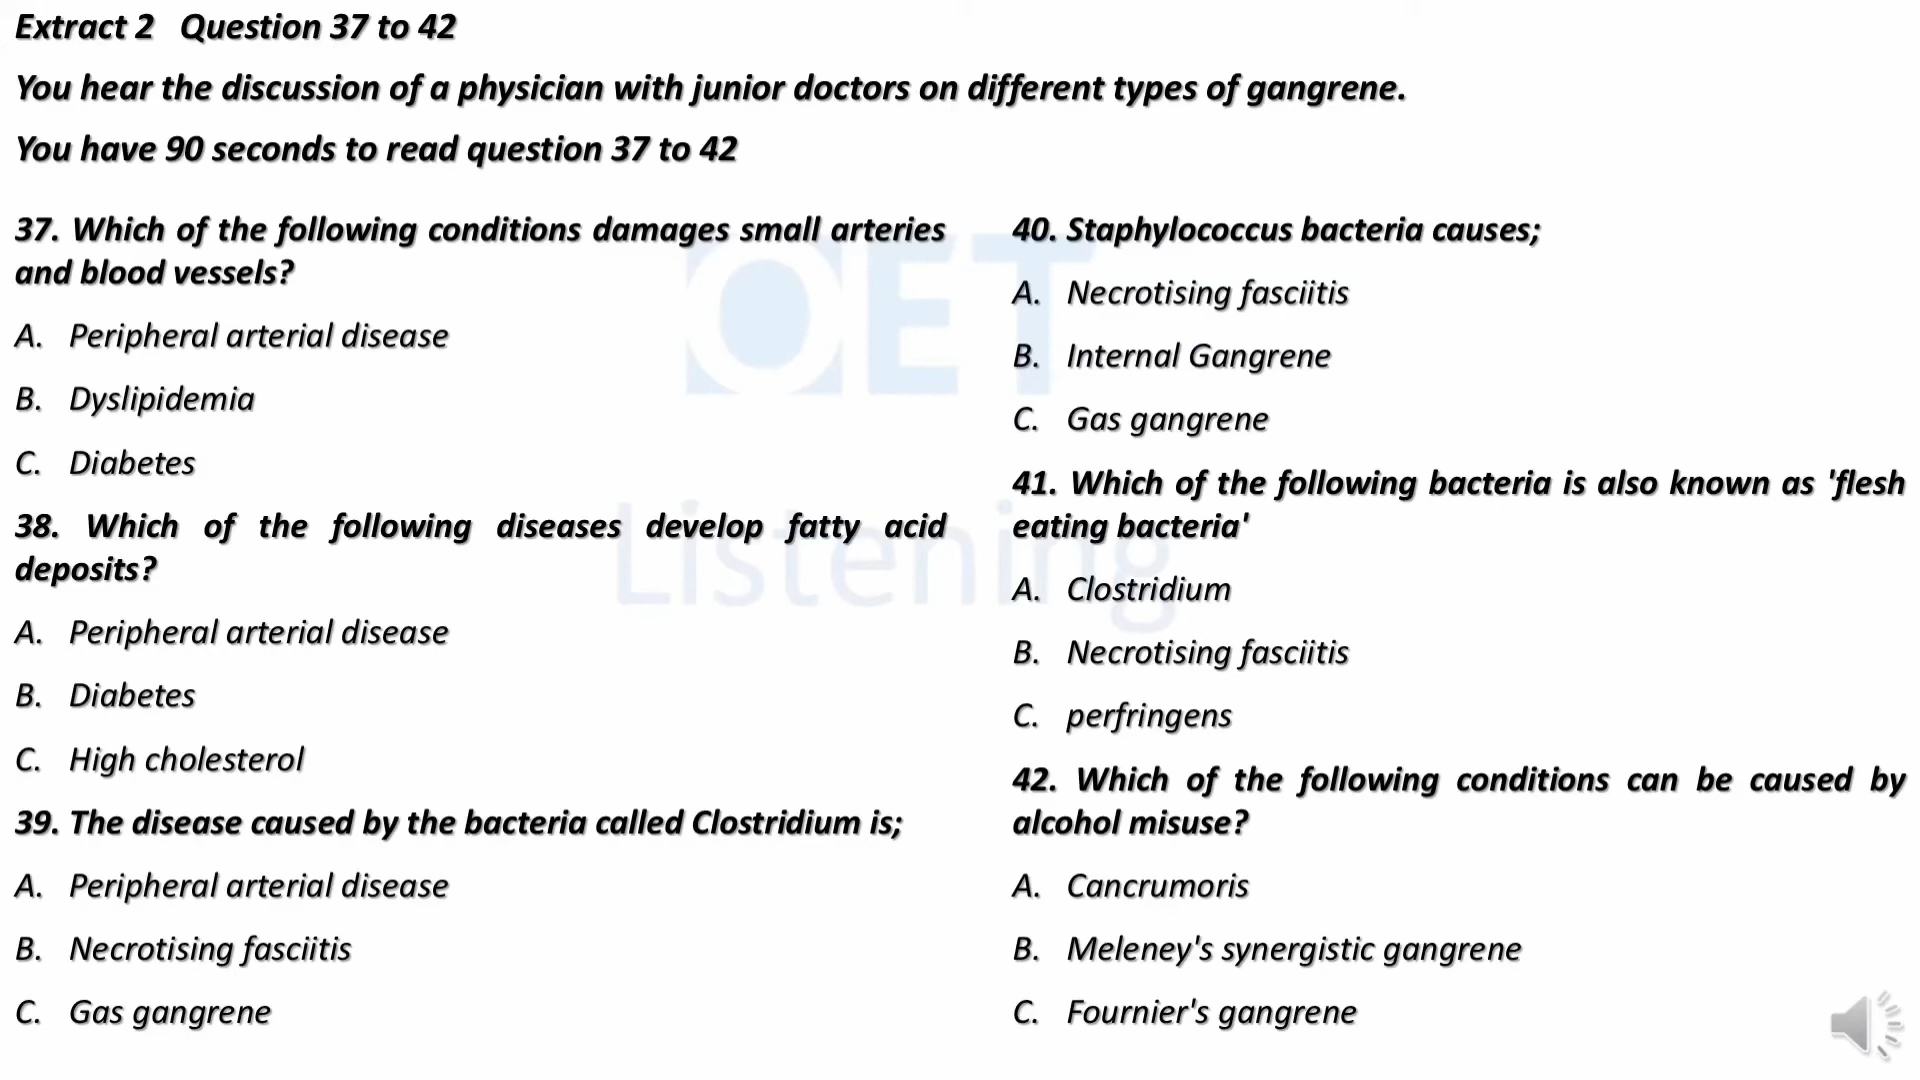 Extract 2 Question 37 to 42
You hear the discussion of a physician with junior doctors on different types of gangrene.
You have 90 seconds to read question 37 to 42
37. Which of the following conditions damages small arteries
and blood vessels?
A. Peripheral arterial disease
B. Dyslipidemia
C. Diabetes
38. Which of the following diseases develop fatty acid
deposits?
A. Peripheral arterial disease
B. Diabetes
C. High cholesterol
39. The disease caused by the bacteria called Clostridium is;
A. Peripheral arterial disease
B. Necrotising fasciitis
C. Gas gangrene
40. Staphylococcus bacteria causes;
A. Necrotising fasciitis
B. Internal Gangrene
C. Gas gangrene
41. Which of the following bacteria is also known as 'flesh
eating bacteria'
A. Clostridium
B. Necrotising fasciitis
C. perfringens
42. Which of the following conditions can be caused by
alcohol misuse?
A. Cancrumoris
B. Meleney's synergistic gangrene
C. Fournier's gangrene
OET
Listening